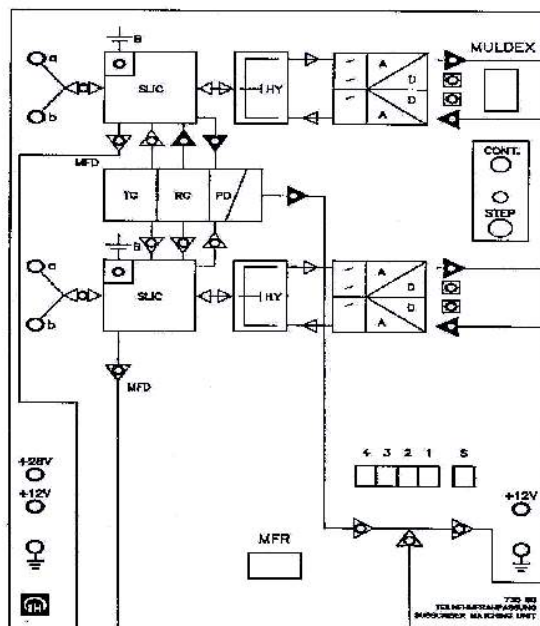 B
a
SLIC
HY
A
D
D
A
MULDEX
b
MFD
CONT.
STEP
TG
RG
PD
B
a
SLIC
HY
A
D
D
A
b
MFD
4 3 2 1 S
+28V
+12V
+12V
MFR
TEILNEHMERANPASSUNG
SUBSCRIBER MATCHING UNIT